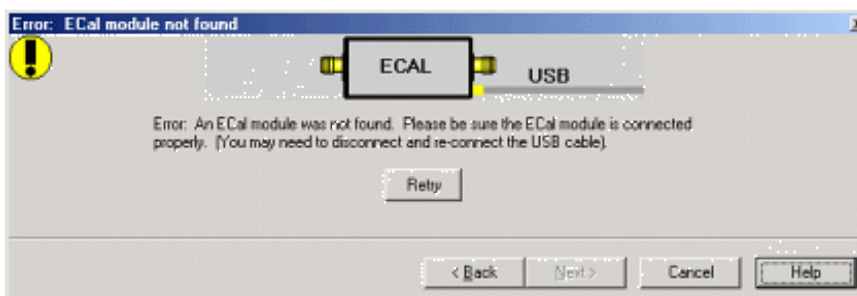 Error: ECal module not found
ECAL
USB
Error: An ECal module was not found. Please be sure the ECal module is connected
properly. (You may need to disconnect and re-connect the USB cable).
Retry
< Back
Next >
Cancel
Help